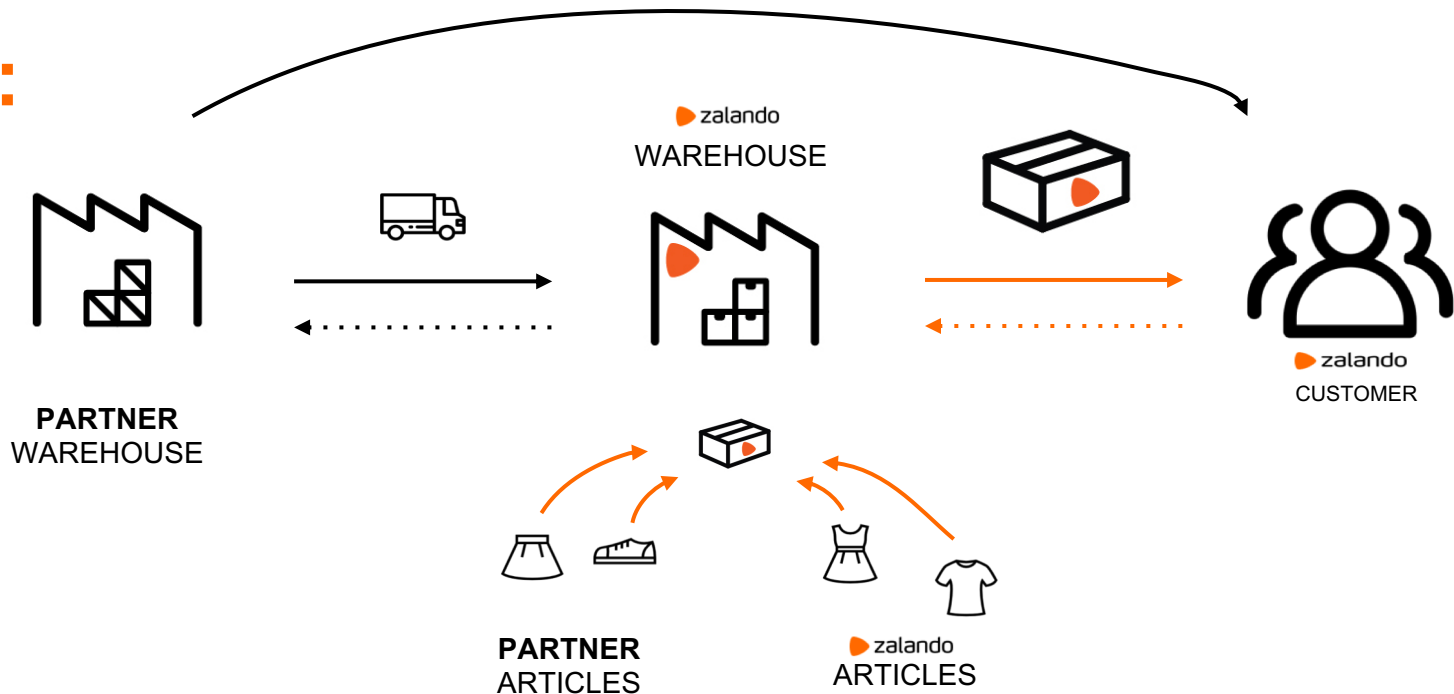 zalando
WAREHOUSE
PARTNER
WAREHOUSE
zalando
CUSTOMER
PARTNER
ARTICLES
zalando
ARTICLES